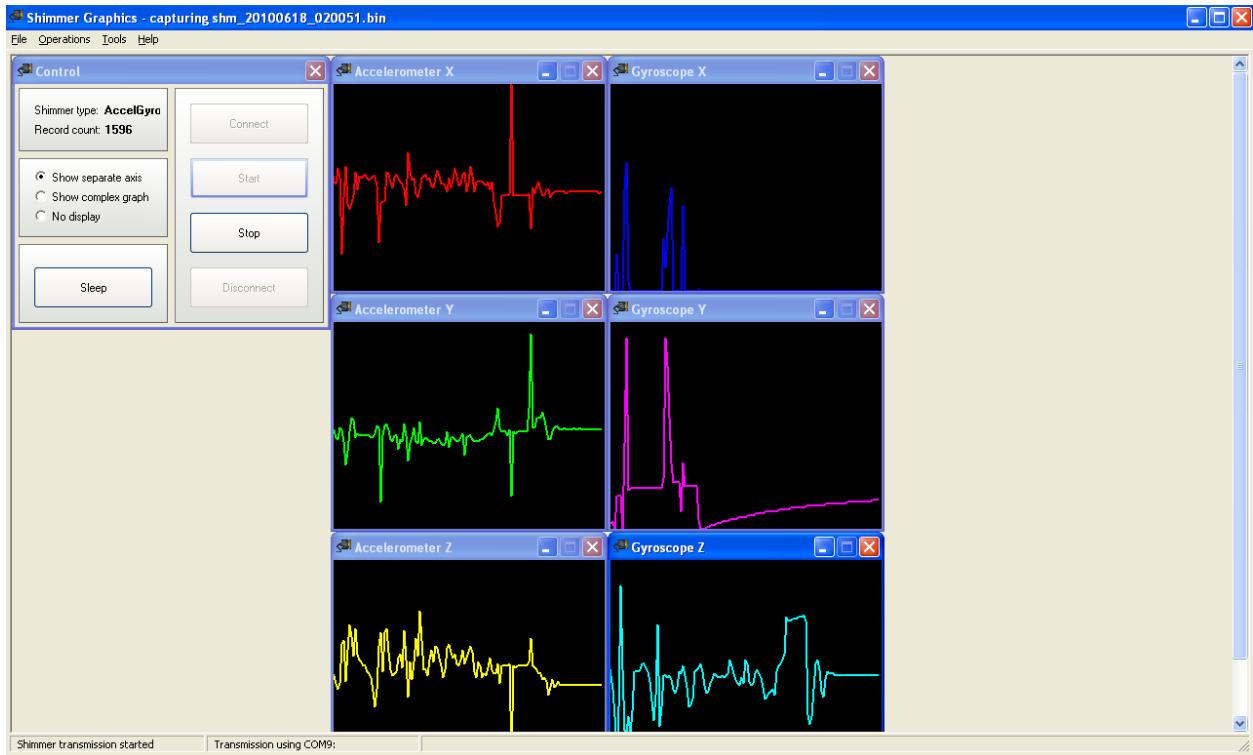 Shimmer Graphics - capturing shm_20100618_020051.bin
File Operations Tools Help
Control
Shimmer type: AccelGyro
Record count: 1596
Show separate axis
Show complex graph
No display
Sleep
Connect
Start
Stop
Disconnect
Accelerometer X
Gyroscope X
Accelerometer Y
Gyroscope Y
Accelerometer Z
Gyroscope Z
Shimmer transmission started
Transmission using COM9: